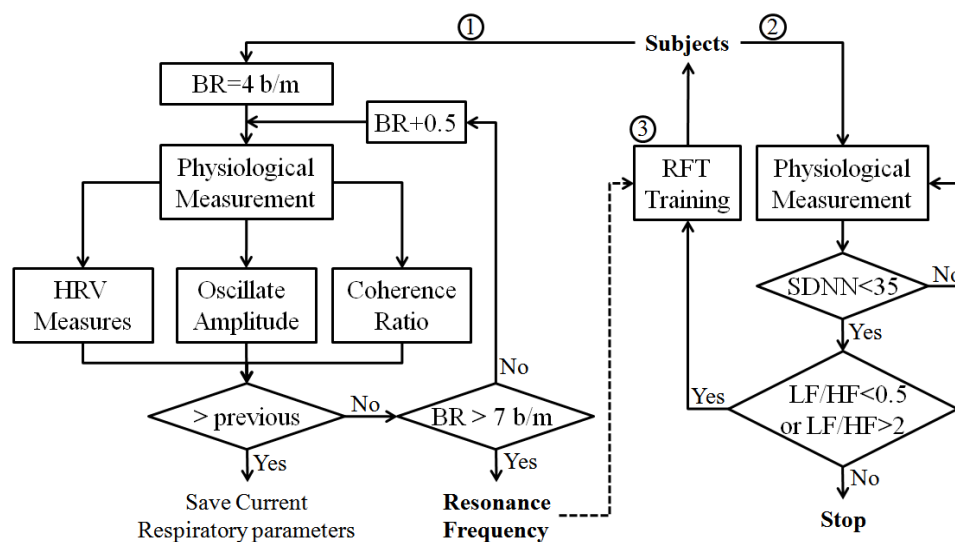 ①
Subjects
②
BR=4 b/m
BR+0.5
③
Physiological
Measurement
RFT
Training
Physiological
Measurement
HRV
Measures
Oscillate
Amplitude
Coherence
Ratio
SDNN<35
No
Yes
> previous
No
BR > 7 b/m
No
Yes
LF/HF<0.5
or LF/HF>2
Yes
Yes
No
Save Current
Respiratory parameters
Resonance
Frequency
Stop